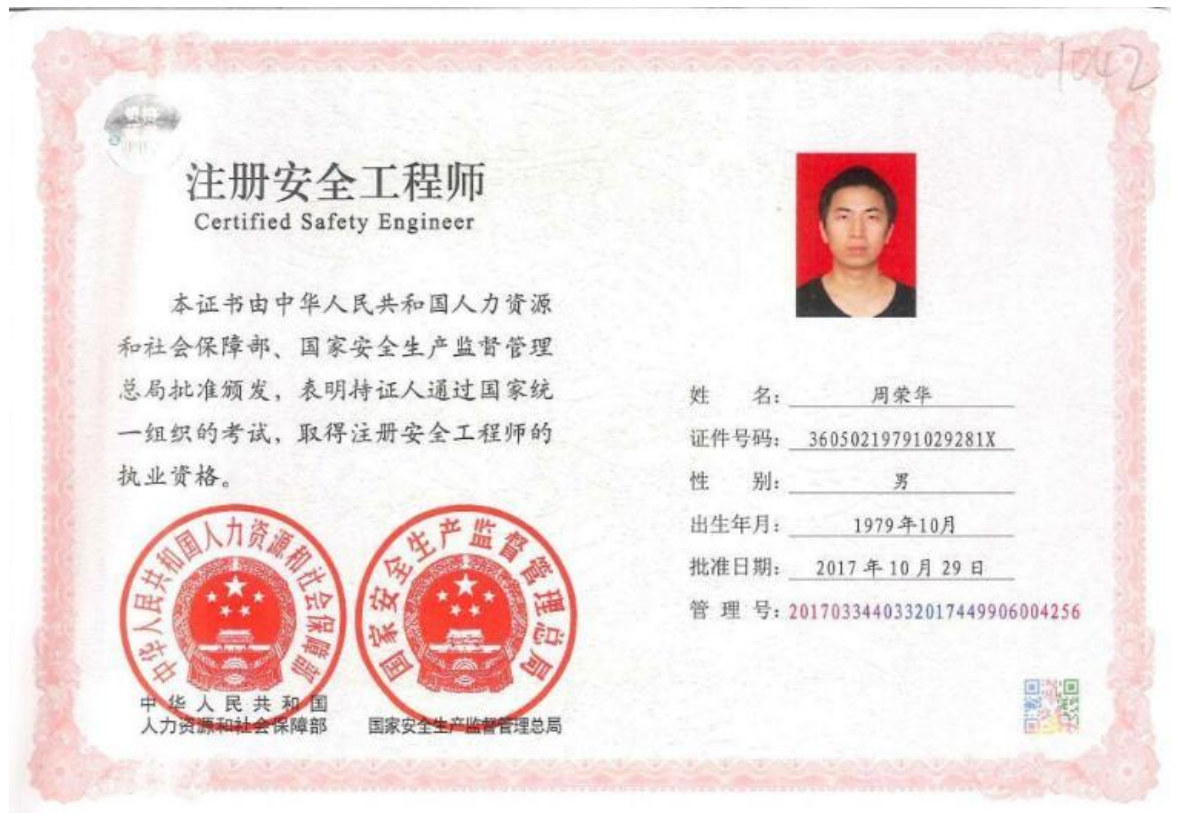 1042
注册安全工程师
Certified Safety Engineer
本证书由中华人民共和国人力资源
和社会保障部、国家安全生产监督管理
总局批准颁发，表明持证人通过国家统
一组织的考试，取得注册安全工程师的
执业资格。
中华人民共和国人力资源和社会保障部
国家安全生产监督管理总局
中华人民共和国
人力资源和社会保障部
国家安全生产监督管理总局
姓 名：周荣华
证件号码：36050219791029281X
性 别：男
出生年月：1979年10月
批准日期：2017年10月29日
管 理 号：2017033440332017449906004256